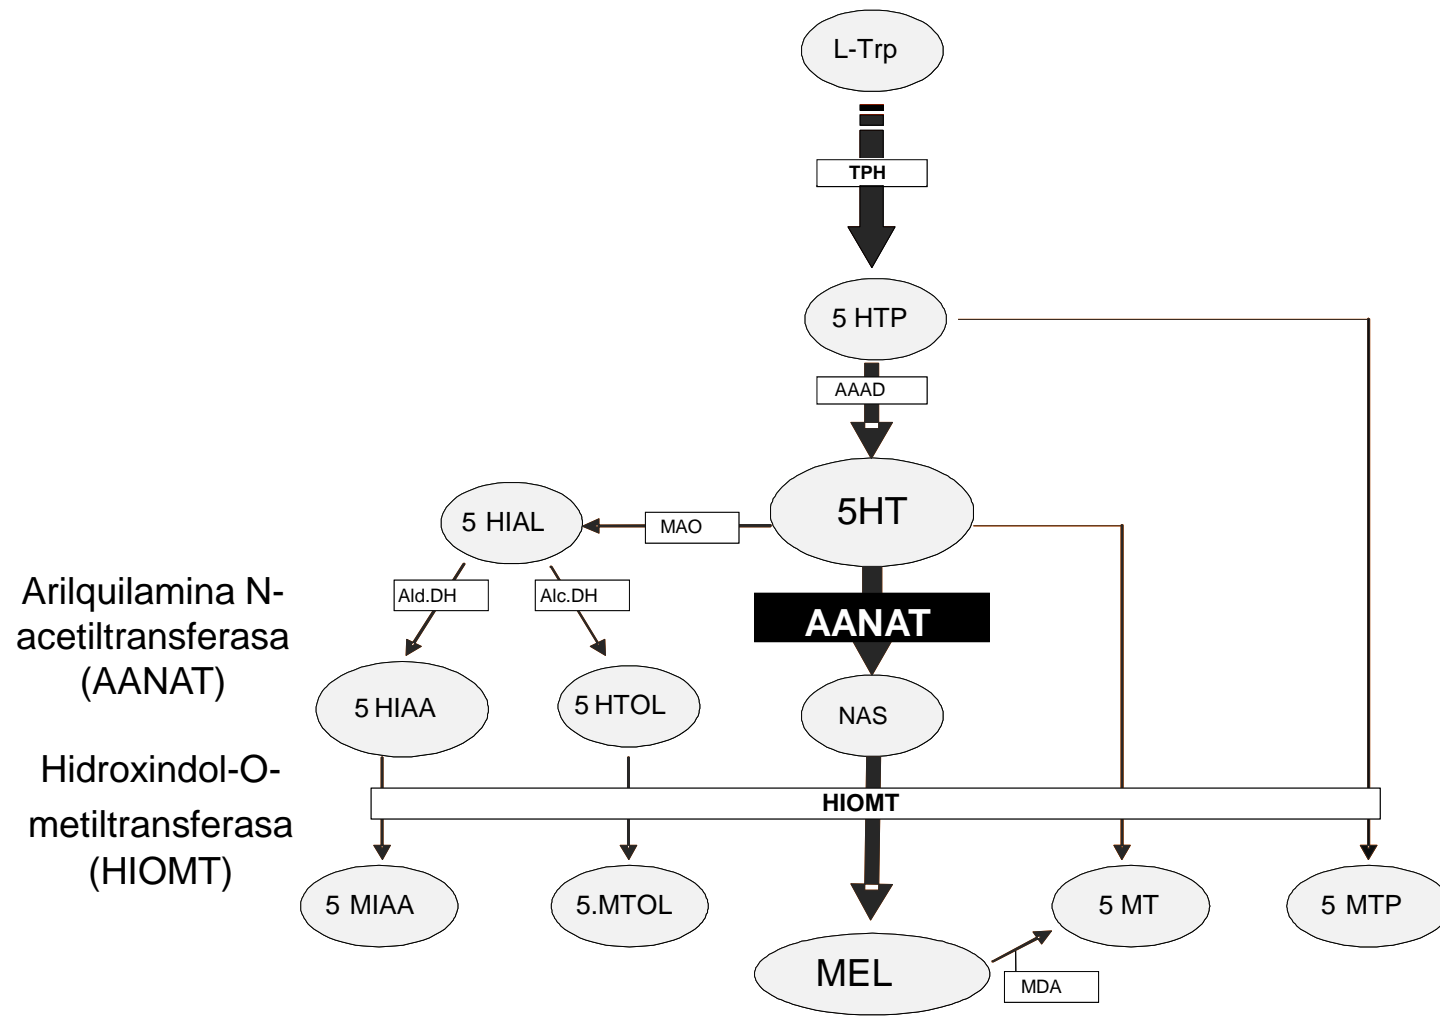 L-Trp
TPH
5 HTP
AAAD
5HT
MAO
5 HIAL
Ald.DH
Alc.DH
AANAT
Arilquilamina N-
acetiltransferasa
(AANAT)
5 HIAA
5 HTOL
NAS
Hidroxindol-O-
metiltransferasa
(HIOMT)
HIOMT
5 MIAA
5.MTOL
MEL
5 MT
5 MTP
MDA